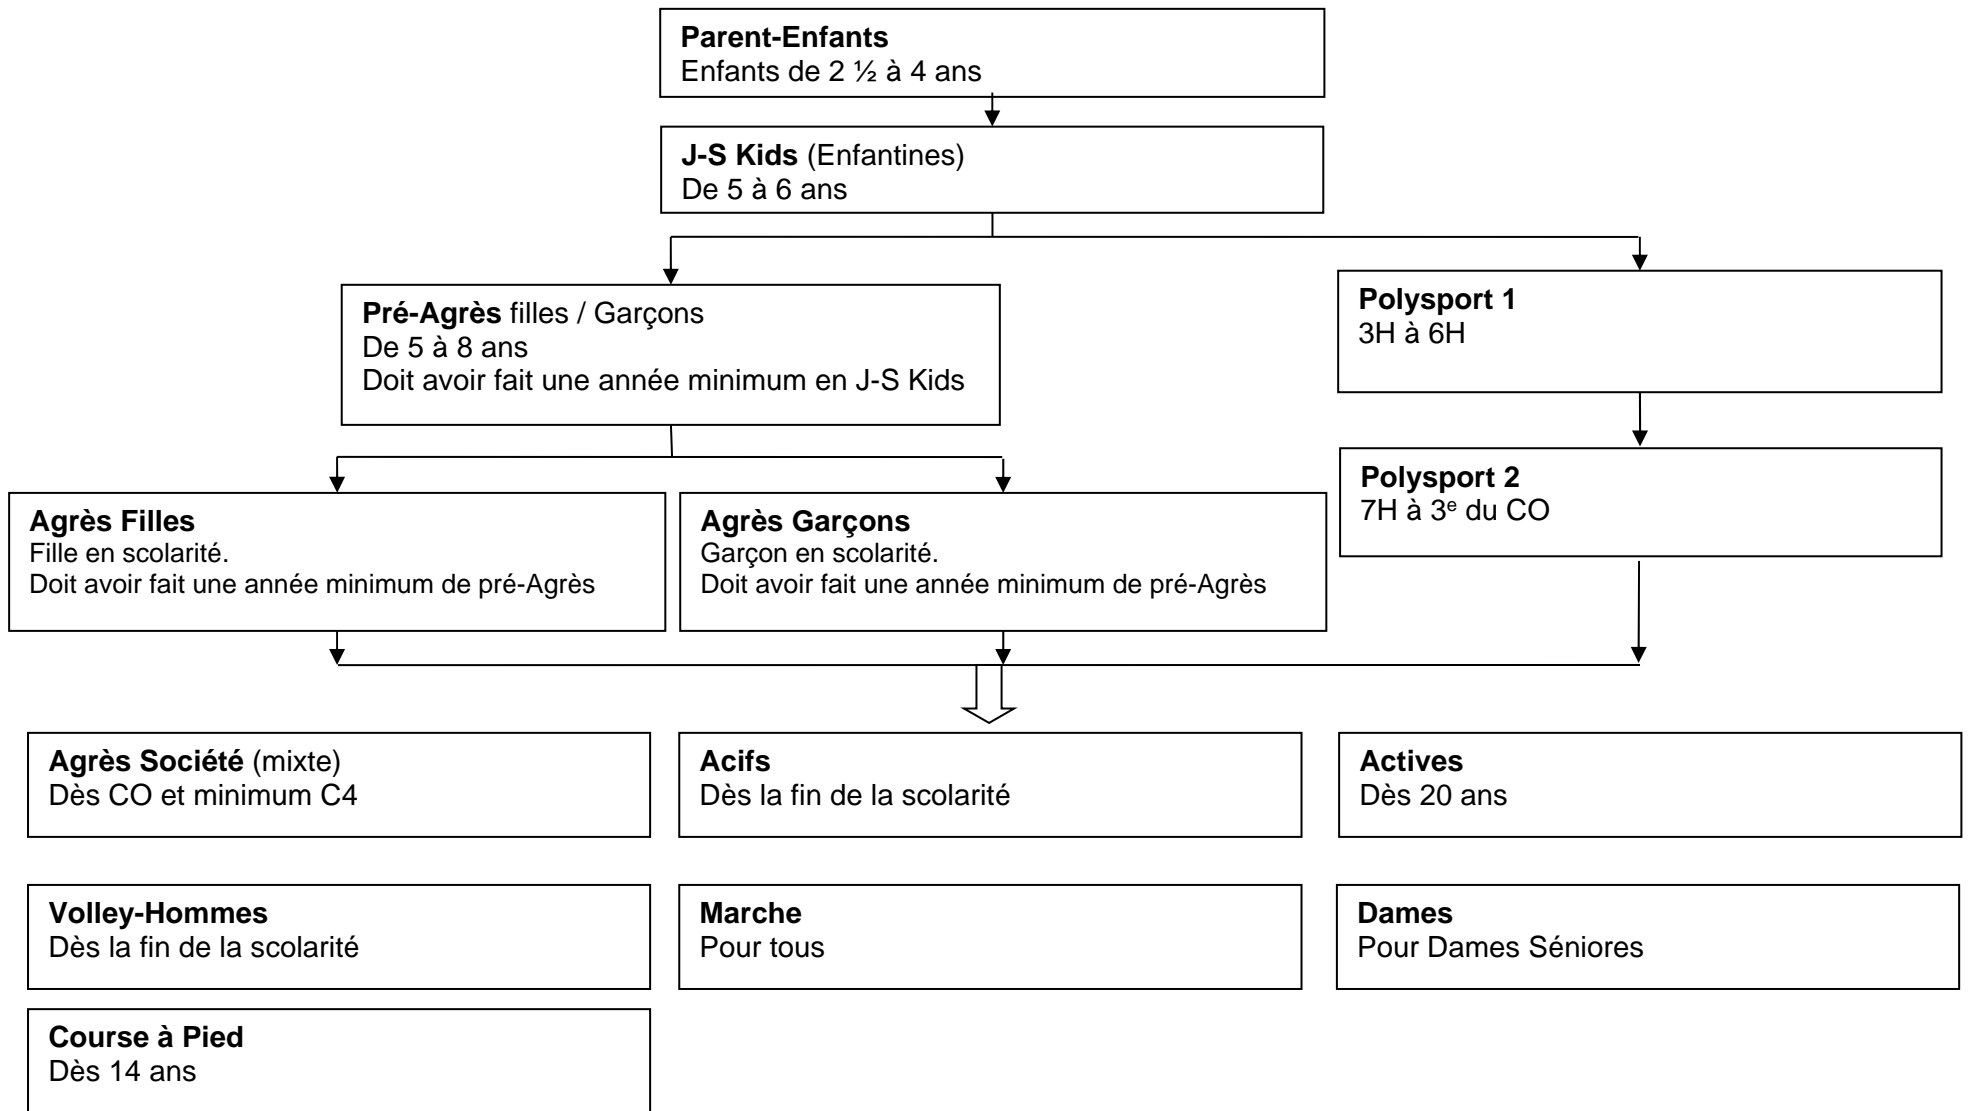 Parent-Enfants
Enfants de 2 ½ à 4 ans
J-S Kids (Enfantines)
De 5 à 6 ans
Pré-Agrès filles / Garçons
De 5 à 8 ans
Doit avoir fait une année minimum en J-S Kids
Polysport 1
3H à 6H
Polysport 2
7H à 3e du CO
Agrès Filles
Fille en scolarité.
Doit avoir fait une année minimum de pré-Agrès
Agrès Garçons
Garçon en scolarité.
Doit avoir fait une année minimum de pré-Agrès
Agrès Société (mixte)
Dès CO et minimum C4
Acifs
Dès la fin de la scolarité
Actives
Dès 20 ans
Volley-Hommes
Dès la fin de la scolarité
Marche
Pour tous
Dames
Pour Dames Séniores
Course à Pied
Dès 14 ans